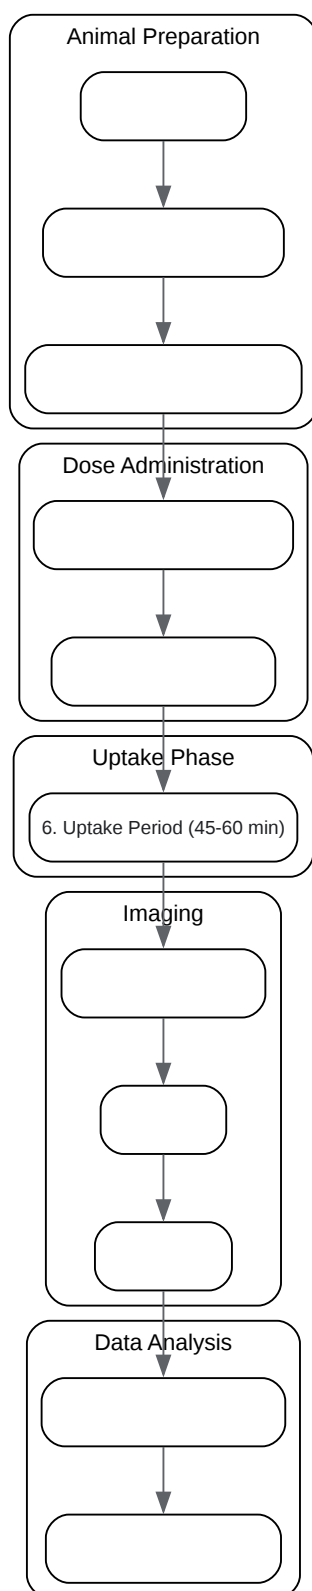 Animal Preparation
Dose Administration
Uptake Phase
6. Uptake Period (45-60 min)
Imaging
Data Analysis